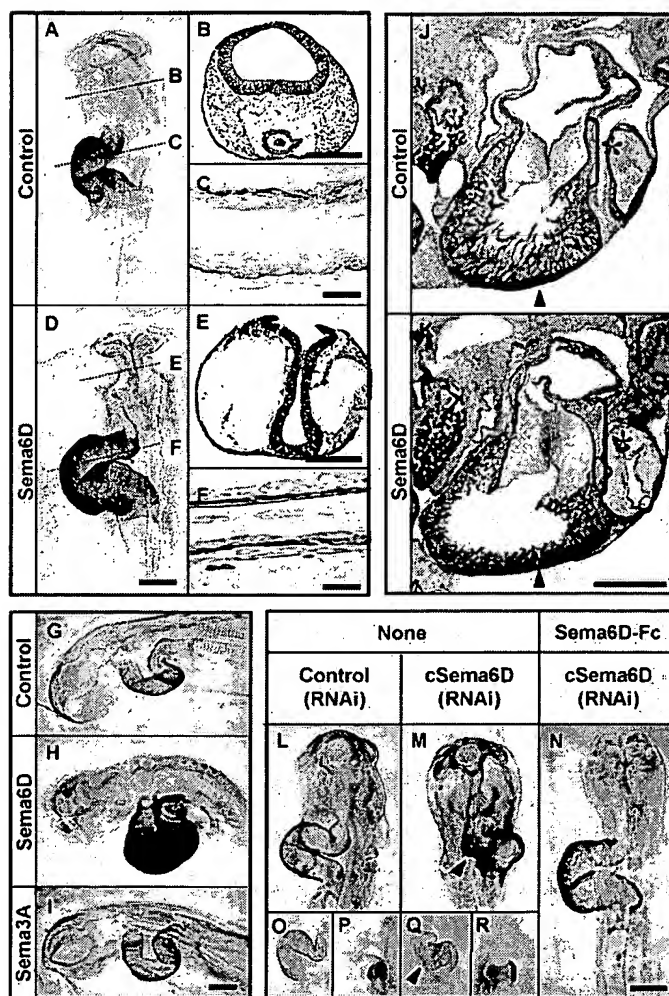 A
B
J
B
C
Control
C
Control
D
E
K
E
F
F
Sema6D
Sema6D
G
None
Sema6D-Fc
Control
Control
(RNAi)
cSema6D
(RNAi)
cSema6D
(RNAi)
H
L
M
N
Sema6D
I
O
P
Q
R
Sema3A